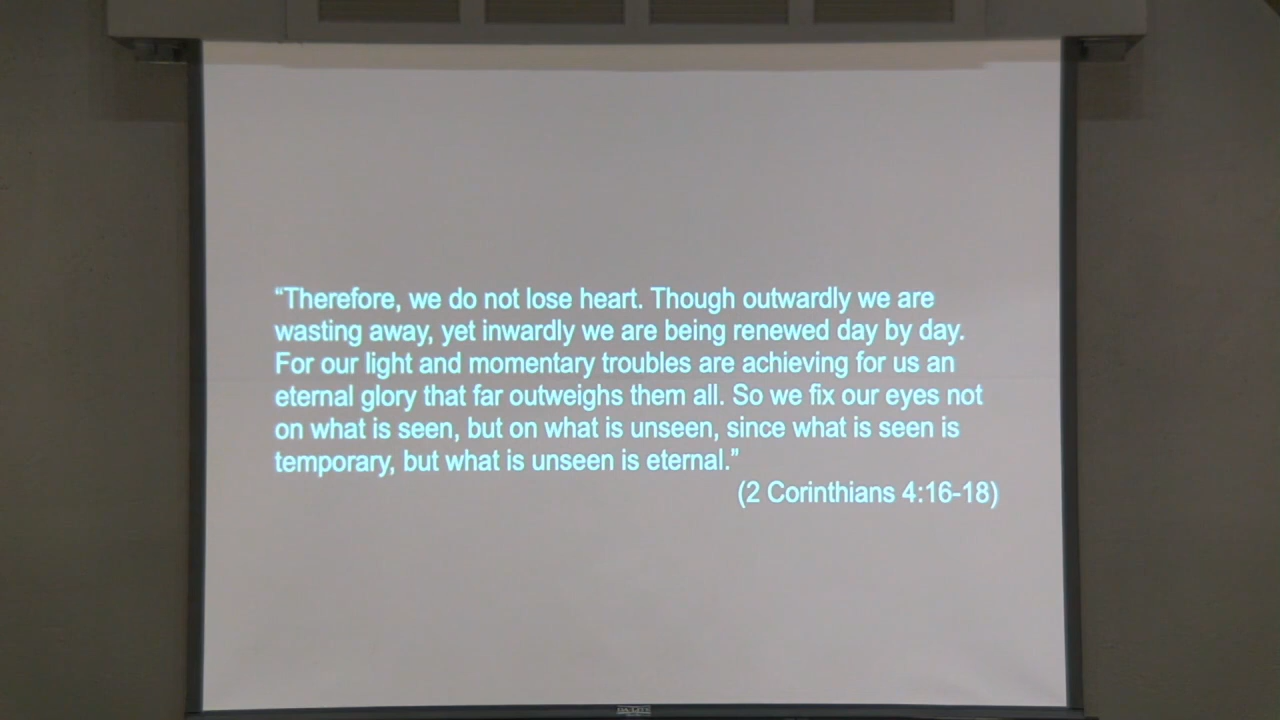 “Therefore, we do not lose heart. Though outwardly we are
wasting away, yet inwardly we are being renewed day by day.
For our light and momentary troubles are achieving for us an
eternal glory that far outweighs them all. So we fix our eyes not
on what is seen, but on what is unseen, since what is seen is
temporary, but what is unseen is eternal.”
(2 Corinthians 4:16-18)
DA-LITE